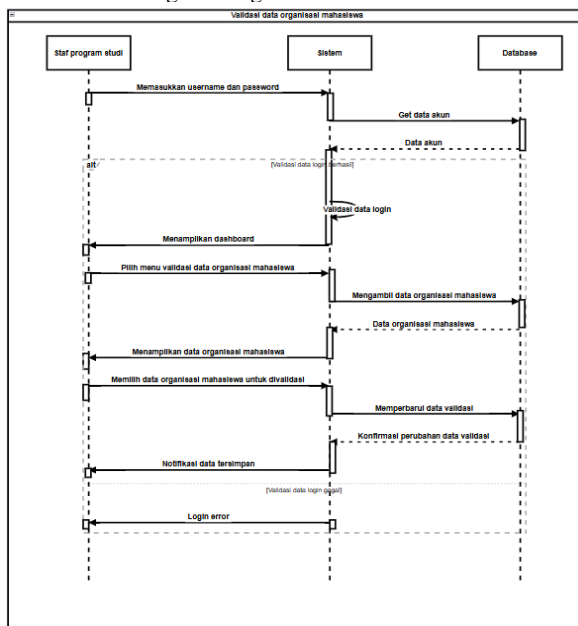 Validasi data organisasi mahasiswa
Staf program studi
Sistem
Database
Memasukkan username dan password
Get data akun
Data akun
alt
[Validasi data login berhasil]
Validasi data login
Menampilkan dashboard
Pilih menu validasi data organisasi mahasiswa
Mengambil data organisasi mahasiswa
Data organisasi mahasiswa
Menampilkan data organisasi mahasiswa
Memilih data organisasi mahasiswa untuk divalidasi
Memperbarui data validasi
Konfirmasi perubahan data validasi
Notifikasi data tersimpan
[Validasi data login gagal]
Login error